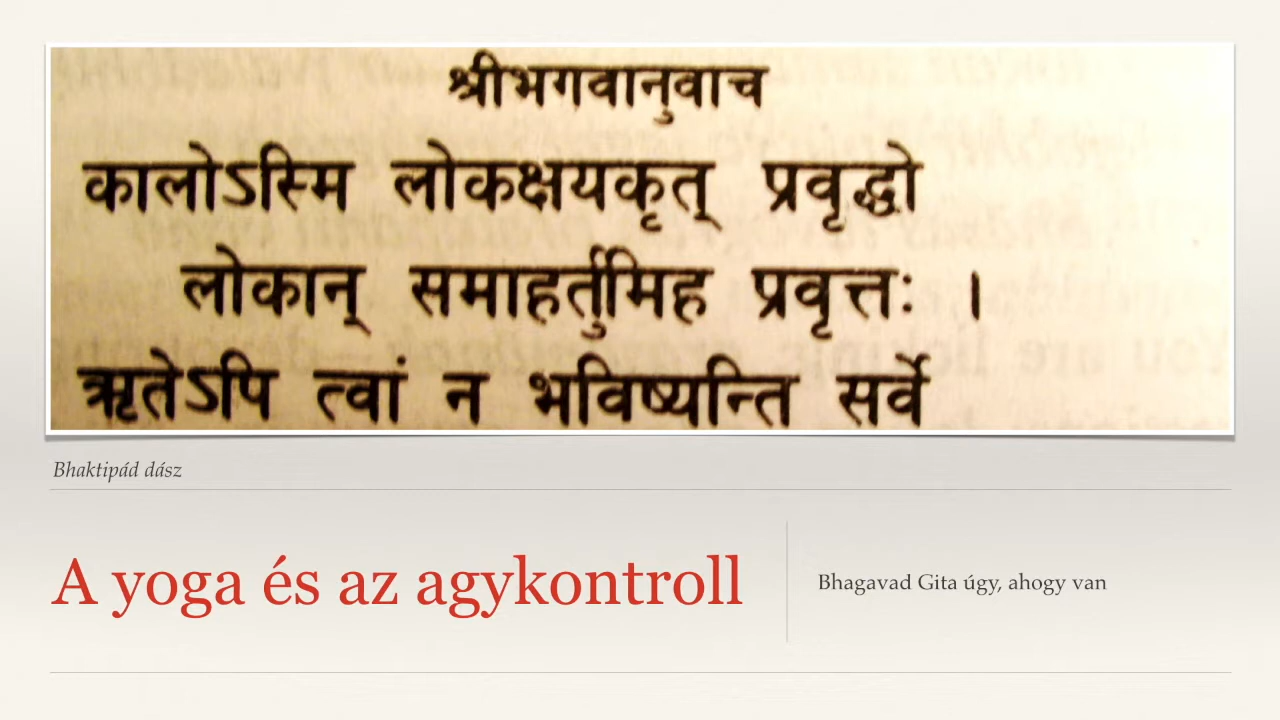 श्रीभगवानुवाच
कालोऽस्मि लोकक्षयकृत् प्रवृद्धो
लोकान् समाहर्तुमिह प्रवृत्तः ।
ऋतेऽपि त्वां न भविष्यन्ति सर्वे
Bhaktipád dász
A yoga és az agykontroll
Bhagavad Gita úgy, ahogy van